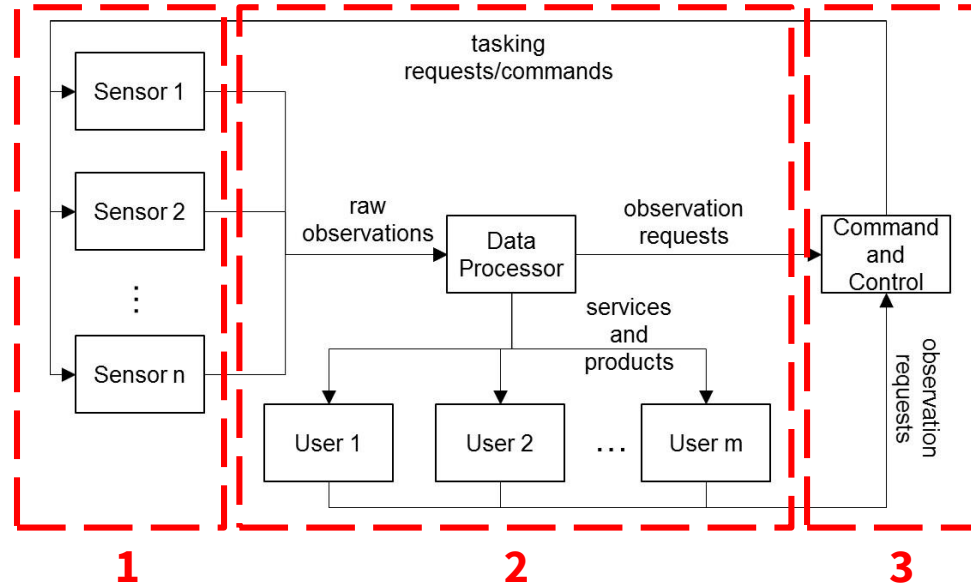 tasking
requests/commands
Sensor 1
Sensor 2
⋮
Sensor n
raw
observations
Data
Processor
observation
requests
Command
and
Control
services
and
products
User 1
User 2
...
User m
observation
requests
1
2
3